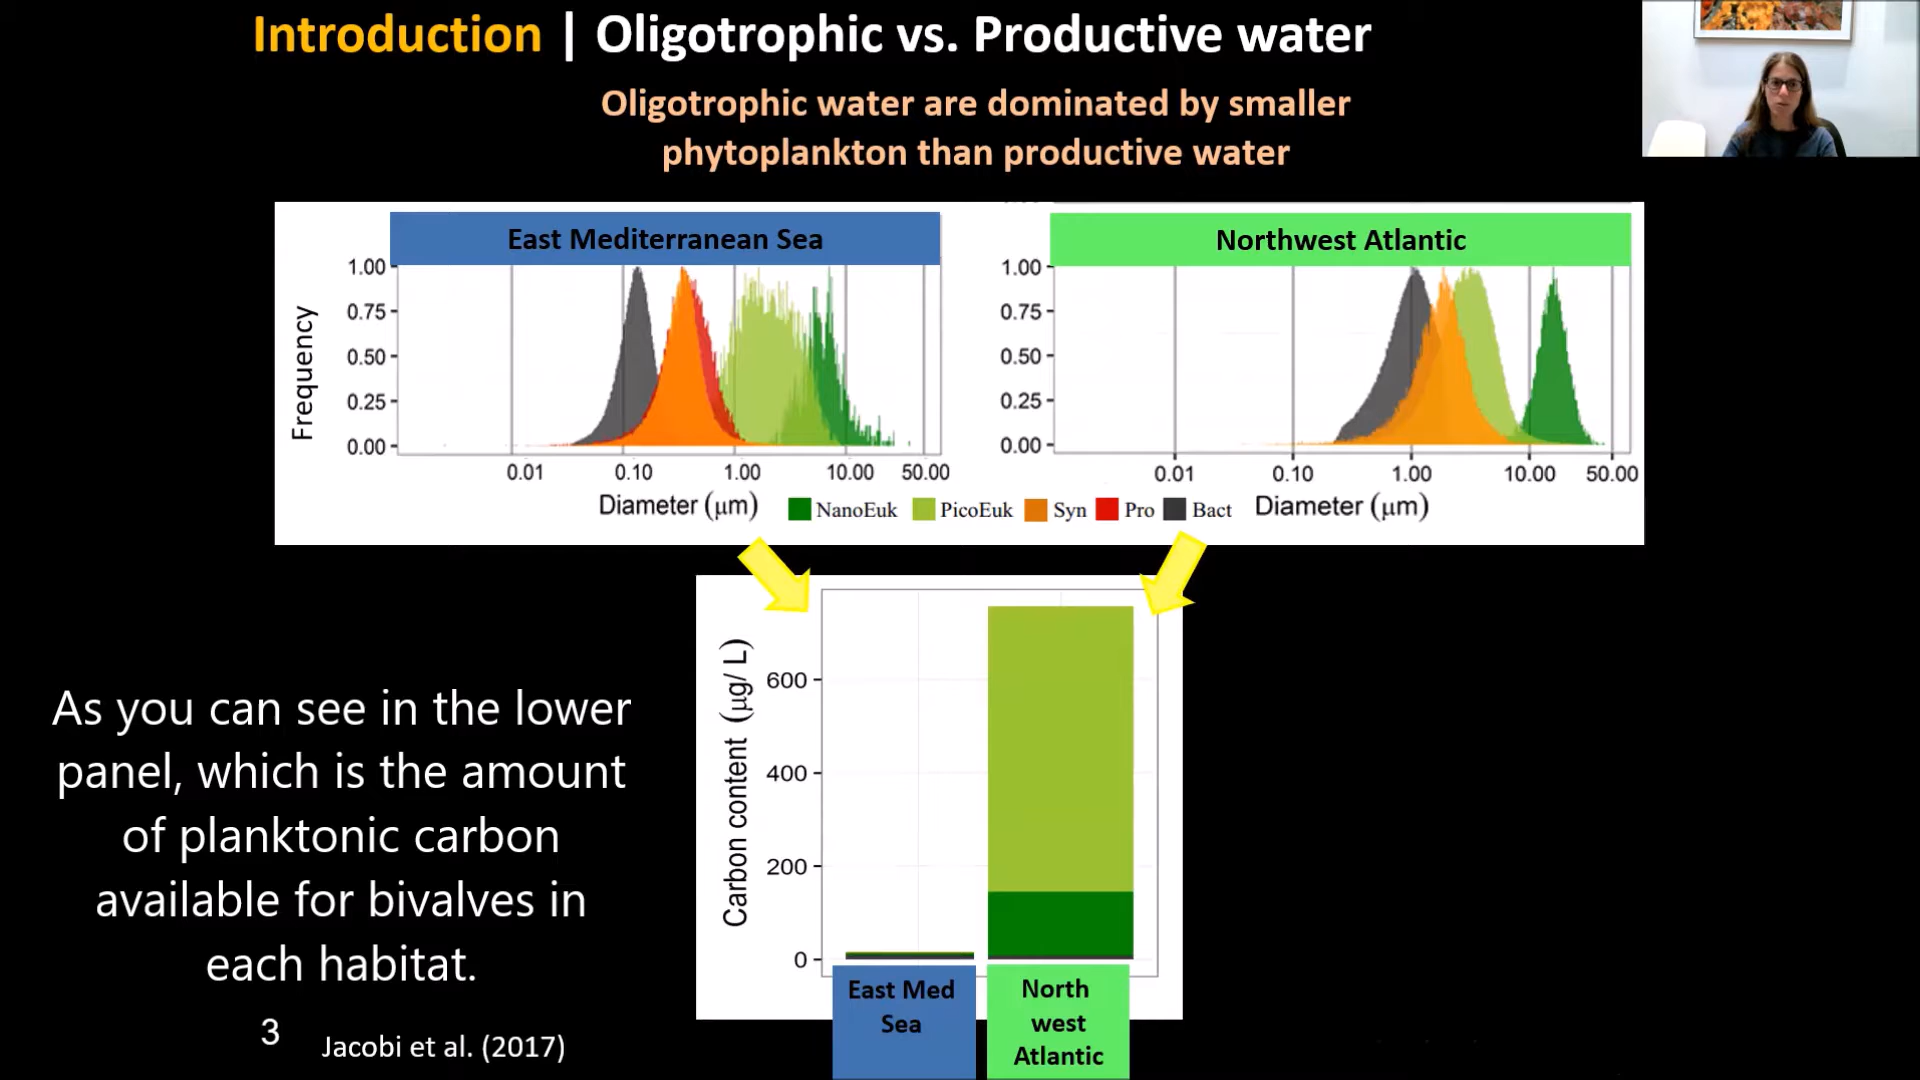 Introduction | Oligotrophic vs. Productive water
Oligotrophic water are dominated by smaller
phytoplankton than productive water
East Mediterranean Sea
Northwest Atlantic
Frequency
1.00
0.75
0.50
0.25
0.00
0.01 0.10 1.00 10.00 50.00
Diameter (μm)
1.00
0.75
0.50
0.25
0.00
0.01 0.10 1.00 10.00 50.00
Diameter (μm)
NanoEuk PicoEuk Syn Pro Bact
Carbon content (μg/ L)
600
400
200
0
East Med
Sea
North
west
Atlantic
As you can see in the lower
panel, which is the amount
of planktonic carbon
available for bivalves in
each habitat.
3
Jacobi et al. (2017)